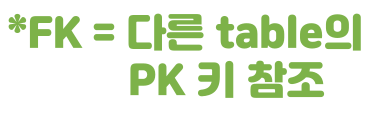 *FK = 다른 table의
PK 키 참조